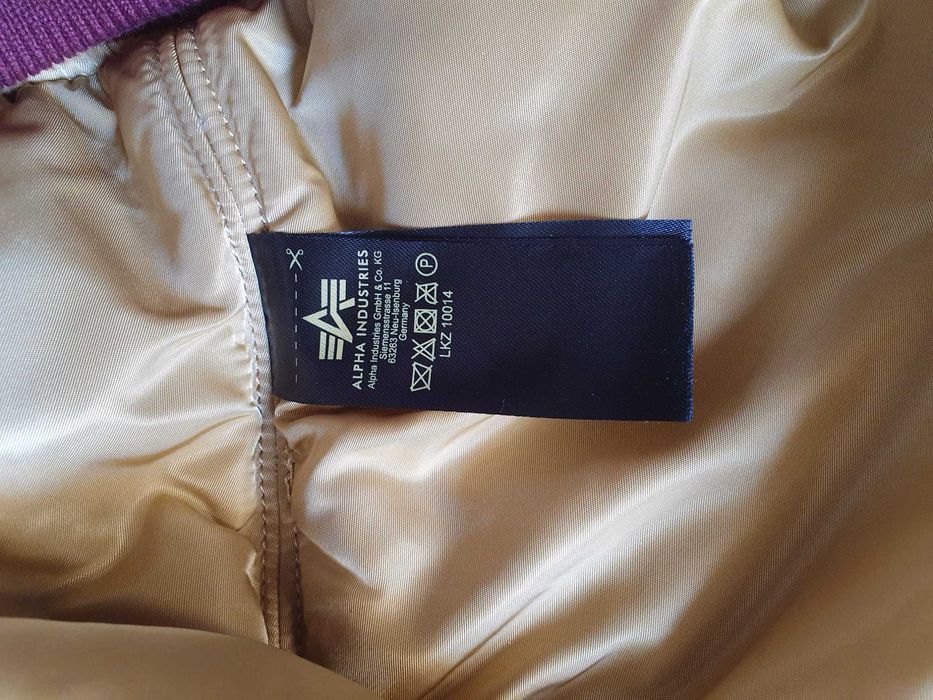 ALPHA INDUSTRIES
Alpha Industries GmbH & Co. KG
Siemensstrasse 11
63263 Neu-Isenburg
Germany
P
LKZ 10014